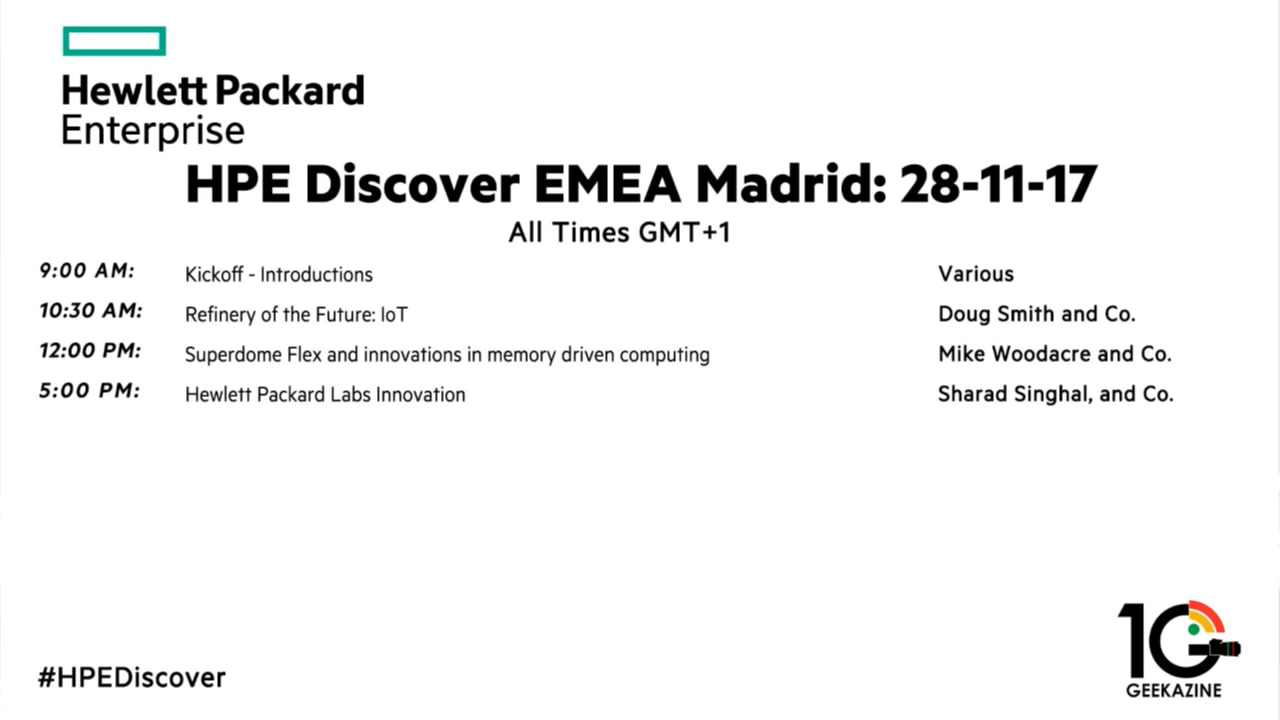 Hewlett Packard
Enterprise
HPE Discover EMEA Madrid: 28-11-17
All Times GMT+1
9:00 AM: Kickoff - Introductions Various
10:30 AM: Refinery of the Future: IoT Doug Smith and Co.
12:00 PM: Superdome Flex and innovations in memory driven computing Mike Woodacre and Co.
5:00 PM: Hewlett Packard Labs Innovation Sharad Singhal, and Co.
#HPEDiscover
1G
GEEKAZINE